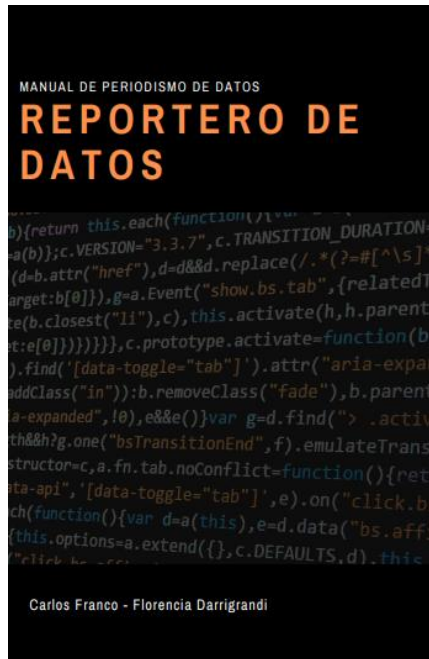 MANUAL DE PERIODISMO DE DATOS
REPORTERO DE
DATOS
b){return this.each(function(){var
=a(b)};c.VERSION="3.3.7",c.TRANSITION_DURATION=
(d=b.attr("href"),d=d&&d.replace(/.*(?=#[^\s]*
arget:b[0]}),g=a.Event("show.bs.tab",{relatedT
te(b.closest("li"),c),this.activate(h,h.parent
et:e[0]})})}}},c.prototype.activate=function(b
).find('[data-toggle="tab"]').attr("aria-expa
addClass("in")):b.removeClass("fade"),b.parent
ia-expanded",!0),e&&e()}var g=d.find("> .activ
th&&h?g.one("bsTransitionEnd",f).emulateTrans
structor=c,a.fn.tab.noConflict=function(){ret
ata-api",'[data-toggle="tab"]',e).on("click.b
ch(function(){var d=a(this),e=d.data("bs.aff
{this.options=a.extend({},c.DEFAULTS,d),this
Carlos Franco - Florencia Darrigrandi